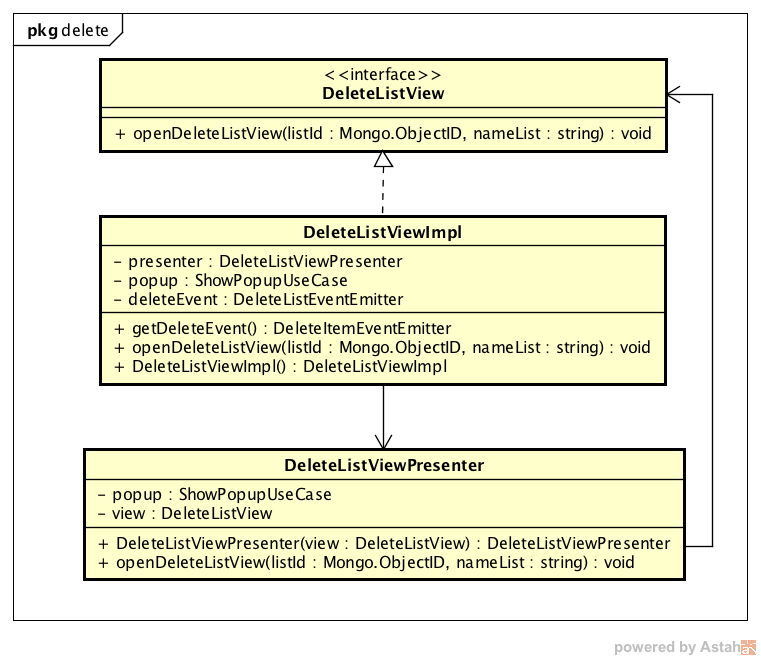 pkg delete
<<interface>>
DeleteListView
+ openDeleteListView(listId : Mongo.ObjectID, nameList : string) : void
DeleteListViewImpl
- presenter : DeleteListViewPresenter
- popup : ShowPopupUseCase
- deleteEvent : DeleteListEventEmitter
+ getDeleteEvent() : DeleteItemEventEmitter
+ openDeleteListView(listId : Mongo.ObjectID, nameList : string) : void
+ DeleteListViewImpl() : DeleteListViewImpl
DeleteListViewPresenter
- popup : ShowPopupUseCase
- view : DeleteListView
+ DeleteListViewPresenter(view : DeleteListView) : DeleteListViewPresenter
+ openDeleteListView(listId : Mongo.ObjectID, nameList : string) : void
powered by Astah